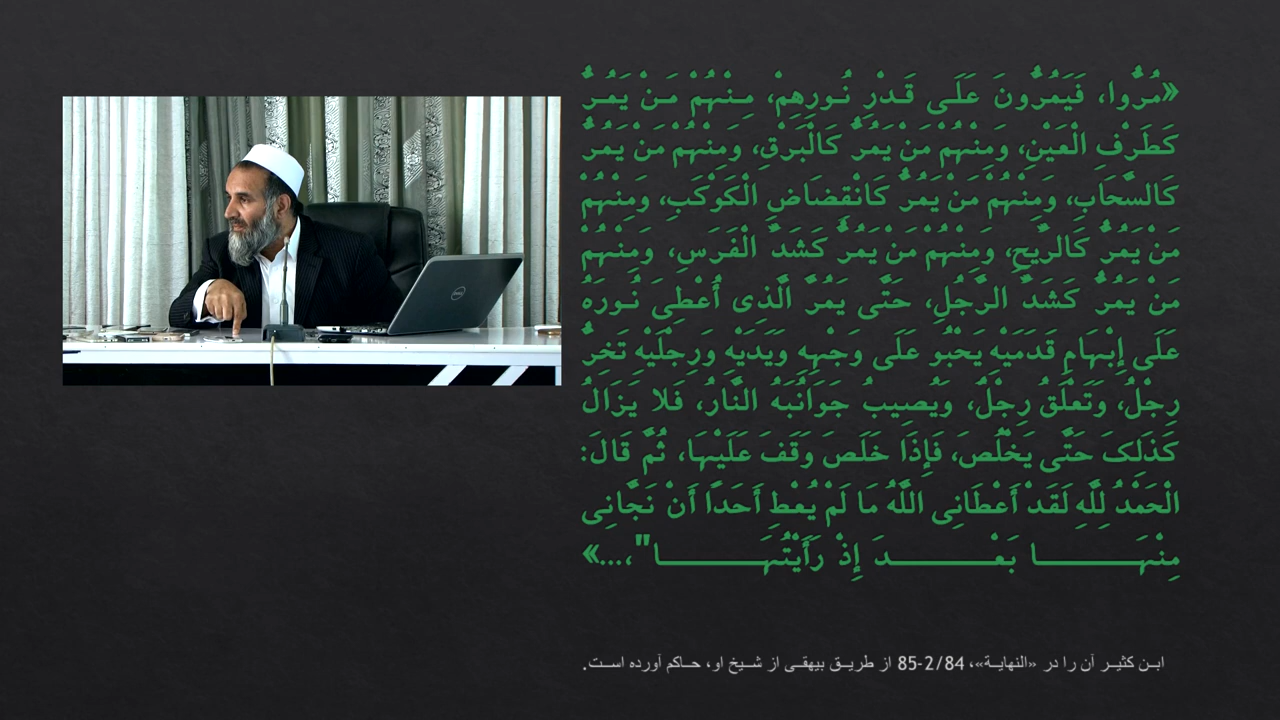 «مُرُّوا، فَيَمُرُّونَ عَلَى قَدْرِ نُورِهِمْ، مِنْهُمْ مَنْ يَمُرُّ
كَطَرْفِ الْعَيْنِ، وَمِنْهُمْ مَنْ يَمُرُّ كَالْبَرْقِ، وَمِنْهُمْ مَنْ يَمُرُّ
كَالسَّحَابِ، وَمِنْهُمْ مَنْ يَمُرُّ كَانْقِضَاضِ الْكَوْكَبِ، وَمِنْهُمْ
مَنْ يَمُرُّ كَالرِّيْحِ، وَمِنْهُمْ مَنْ يَمُرُّ كَشَدِّ الْفَرَسِ، وَمِنْهُمْ
مَنْ يَمُرُّ كَشَدِّ الرَّجُلِ، حَتَّى يَمُرَّ الَّذِی أُعْطِیَ نُورَهُ
عَلَى إِبْهَامِ قَدَمَيْهِ يَحْبُو عَلَى وَجْهِهِ وَيَدَيْهِ وَرِجْلَيْهِ تَخِرُّ
رِجْلٌ، وَتَعْلَقُ رِجْلٌ، وَيُصِيبُ جَوَانِبَهُ النَّارُ، فَلَا يَزَالُ
كَذَلِکَ حَتَّى يَخْلُصَ، فَإِذَا خَلَصَ وَقَفَ عَلَيْهَا، ثُمَّ قَالَ:
الْحَمْدُ لِلَّهِ لَقَدْ أَعْطَانِی اللَّهُ مَا لَمْ يُعْطِ أَحَدًا أَنْ نَجَّانِی
مِنْهَا بَعْدَ إِذْ رَأَيْتُهَا"،...»
ابن کثیر آن را در «النهایة»، 2/84-85 از طریق بیهقی از شیخ او، حاکم آورده است.